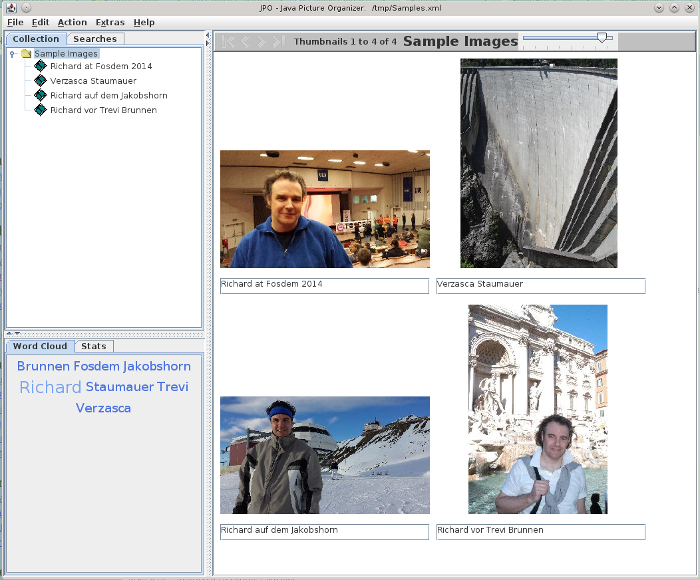 JPO - Java Picture Organizer:  /tmp/Samples.xml
File Edit Action Extras Help
Collection Searches
Sample Images
Richard at Fosdem 2014
Verzasca Staumauer
Richard auf dem Jakobshorn
Richard vor Trevi Brunnen
Thumbnails 1 to 4 of 4 Sample Images
Richard at Fosdem 2014
Verzasca Staumauer
Richard auf dem Jakobshorn
Richard vor Trevi Brunnen
Word Cloud Stats
Brunnen Fosdem Jakobshorn
Richard Staumauer Trevi
Verzasca